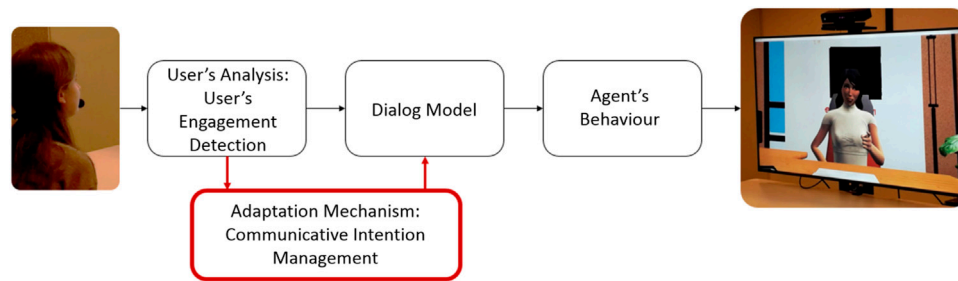 User's Analysis:
User's
Engagement
Detection
Dialog Model
Agent's
Behaviour
Adaptation Mechanism:
Communicative Intention
Management